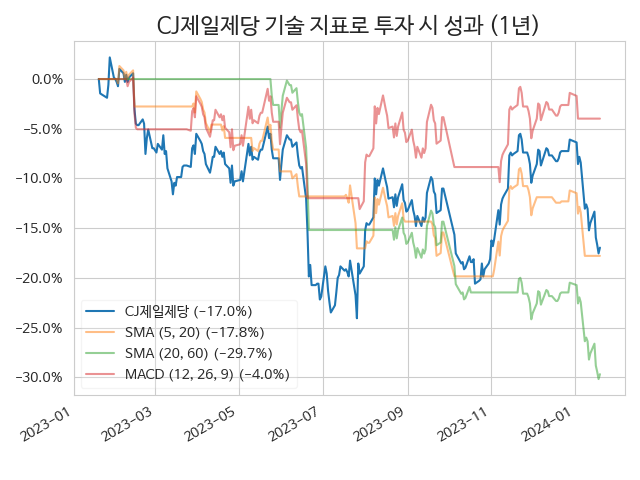 CJ제일제당 기술 지표로 투자 시 성과 (1년)
0.0%
−5.0%
−10.0%
−15.0%
−20.0%
−25.0%
−30.0%
CJ제일제당 (−17.0%)
SMA (5, 20) (−17.8%)
SMA (20, 60) (−29.7%)
MACD (12, 26, 9) (−4.0%)
2023-01
2023-03
2023-05
2023-07
2023-09
2023-11
2024-01